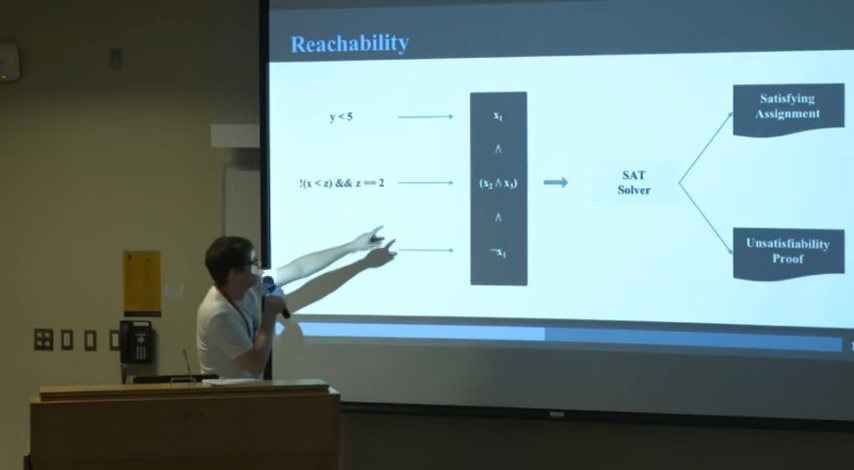 Reachability
y < 5
x₁
∧
!(x < z) && z == 2
(x₂ ∧ x₃)
∧
¬x₁
SAT
Solver
Satisfying
Assignment
Unsatisfiability
Proof